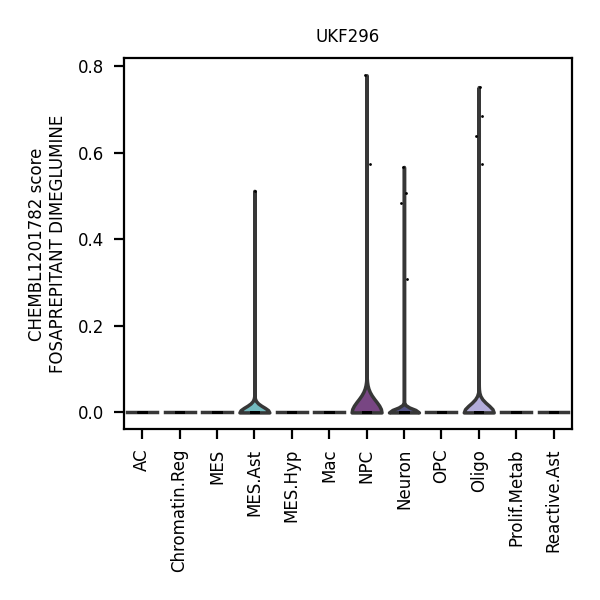 UKF296
CHEMBL1201782 score
FOSAPREPITANT DIMEGLUMINE
0.8
0.6
0.4
0.2
0.0
AC
Chromatin.Reg
MES
MES.Ast
MES.Hyp
Mac
NPC
Neuron
OPC
Oligo
Prolif.Metab
Reactive.Ast